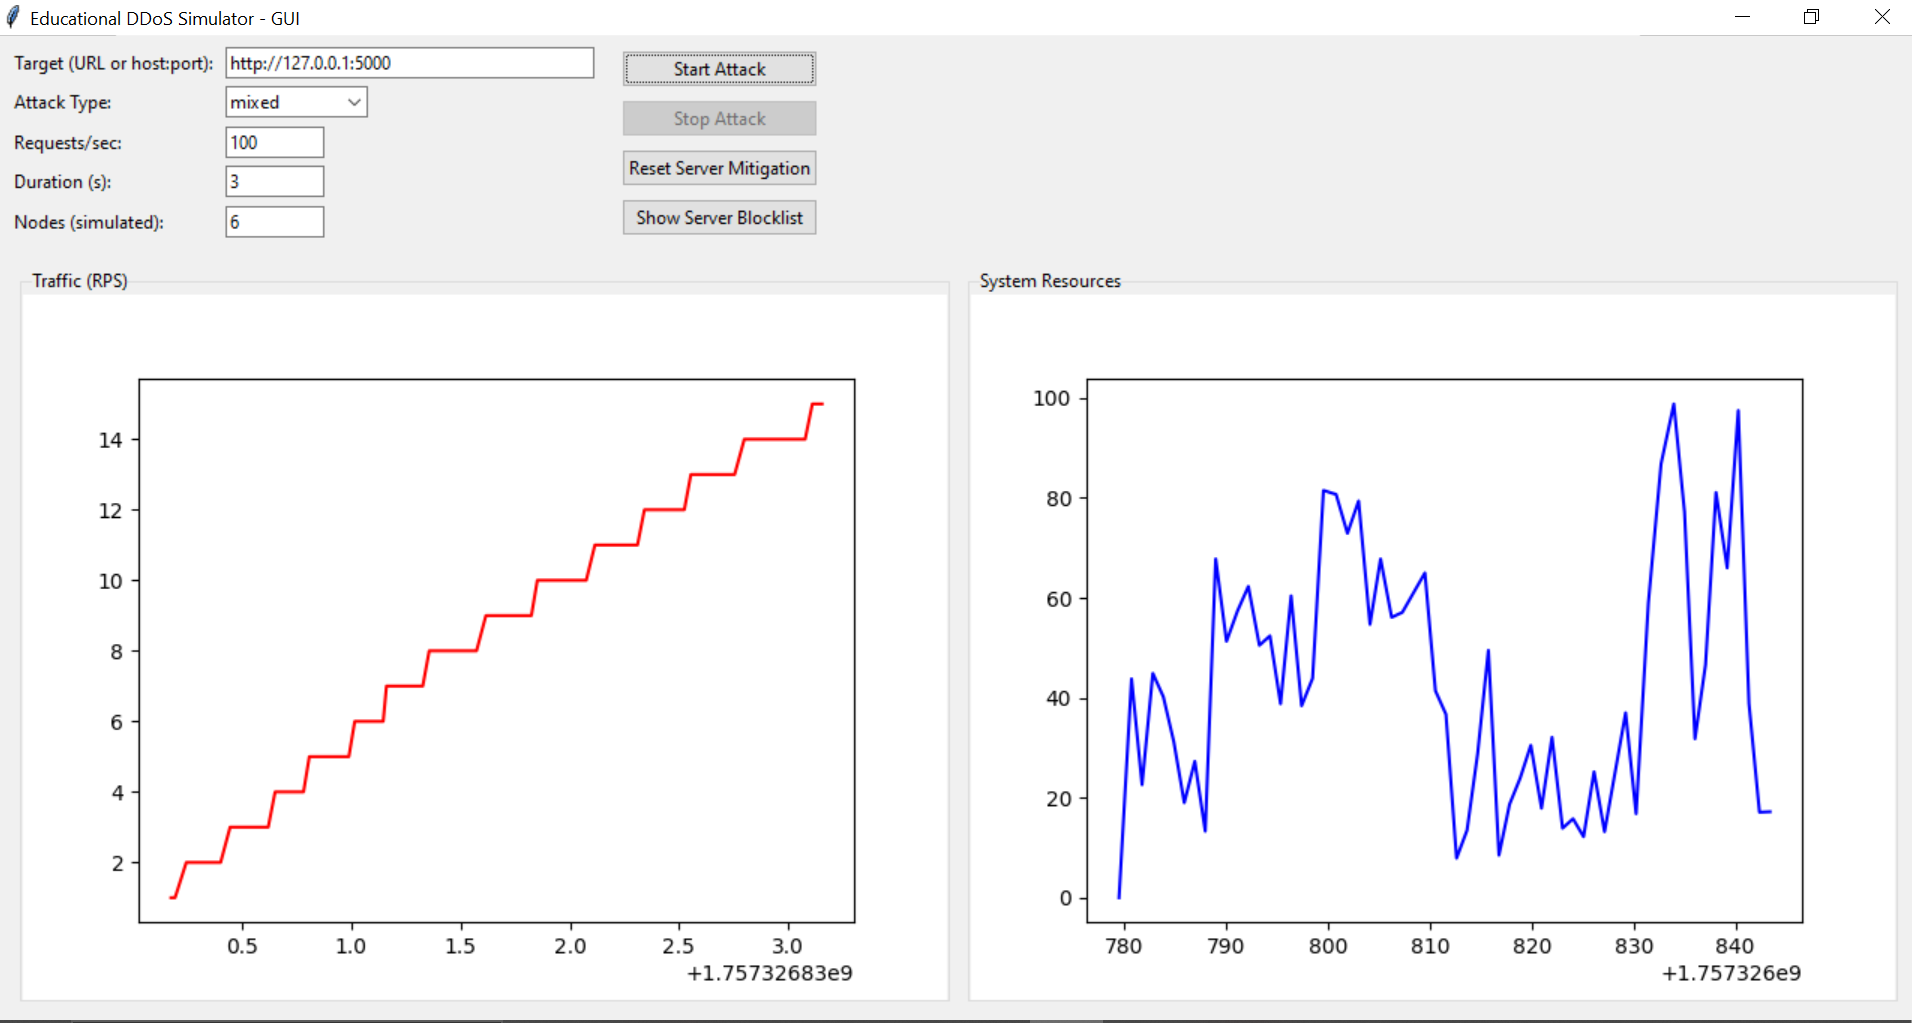 Educational DDoS Simulator - GUI
Target (URL or host:port): http://127.0.0.1:5000
Start Attack
Attack Type: mixed
Stop Attack
Requests/sec: 100
Reset Server Mitigation
Duration (s): 3
Nodes (simulated): 6
Show Server Blocklist
Traffic (RPS)
14
12
10
8
6
4
2
0.5 1.0 1.5 2.0 2.5 3.0
+1.75732683e9
System Resources
100
80
60
40
20
0
780 790 800 810 820 830 840
+1.757326e9